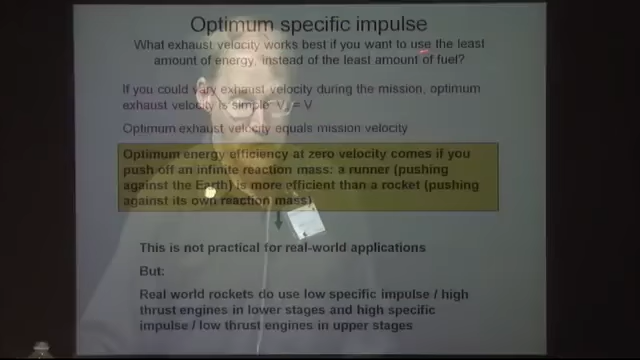 Optimum specific impulse
What exhaust velocity works best if you want to use the least
amount of energy, instead of the least amount of fuel?
If you could vary exhaust velocity during the mission, optimum
exhaust velocity is simple V = V
Optimum exhaust velocity equals mission velocity
Optimum energy efficiency at zero velocity comes if you
push off an infinite reaction mass: a runner (pushing
against the Earth) is more efficient than a rocket (pushing
against its own reaction mass)
This is not practical for real-world applications
But:
Real world rockets do use low specific impulse / high
thrust engines in lower stages and high specific
impulse / low thrust engines in upper stages